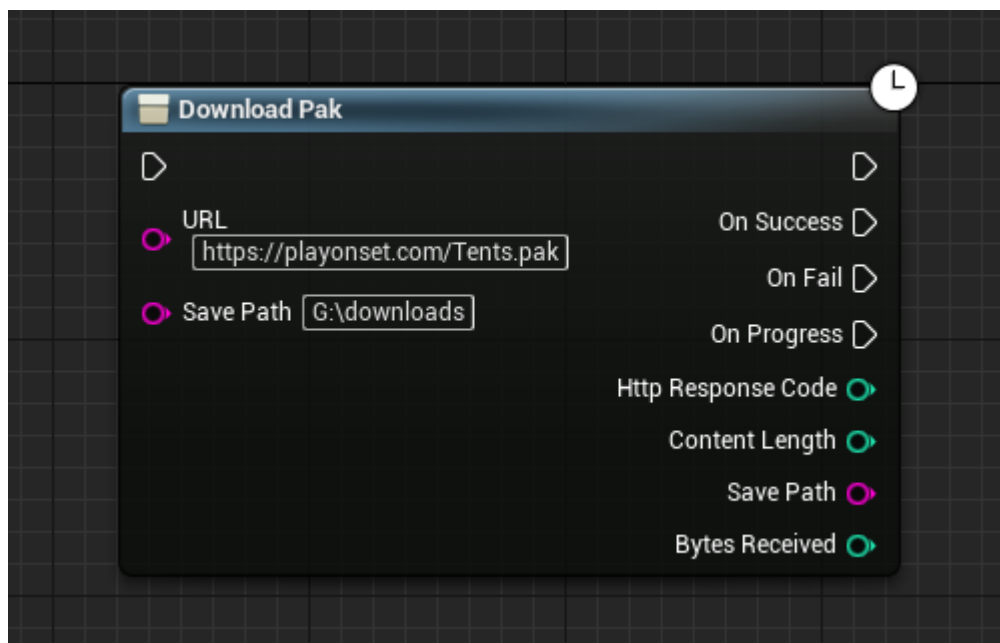 Download Pak
URL
https://playonset.com/Tents.pak
Save Path G:\downloads
On Success
On Fail
On Progress
Http Response Code
Content Length
Save Path
Bytes Received